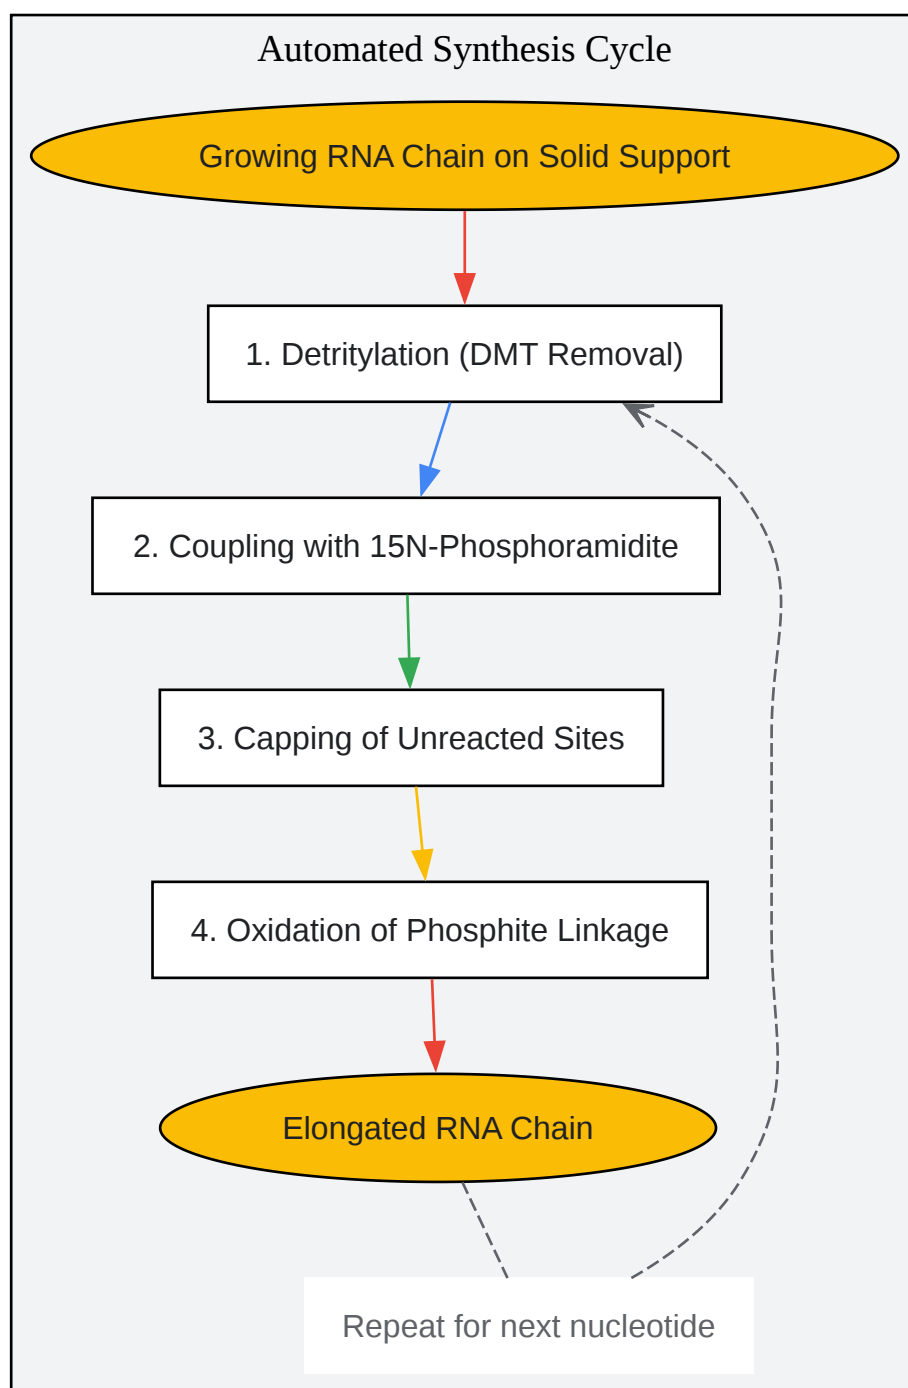 Automated Synthesis Cycle
Growing RNA Chain on Solid Support
1. Detritylation (DMT Removal)
2. Coupling with 15N-Phosphoramidite
3. Capping of Unreacted Sites
4. Oxidation of Phosphite Linkage
Elongated RNA Chain
Repeat for next nucleotide